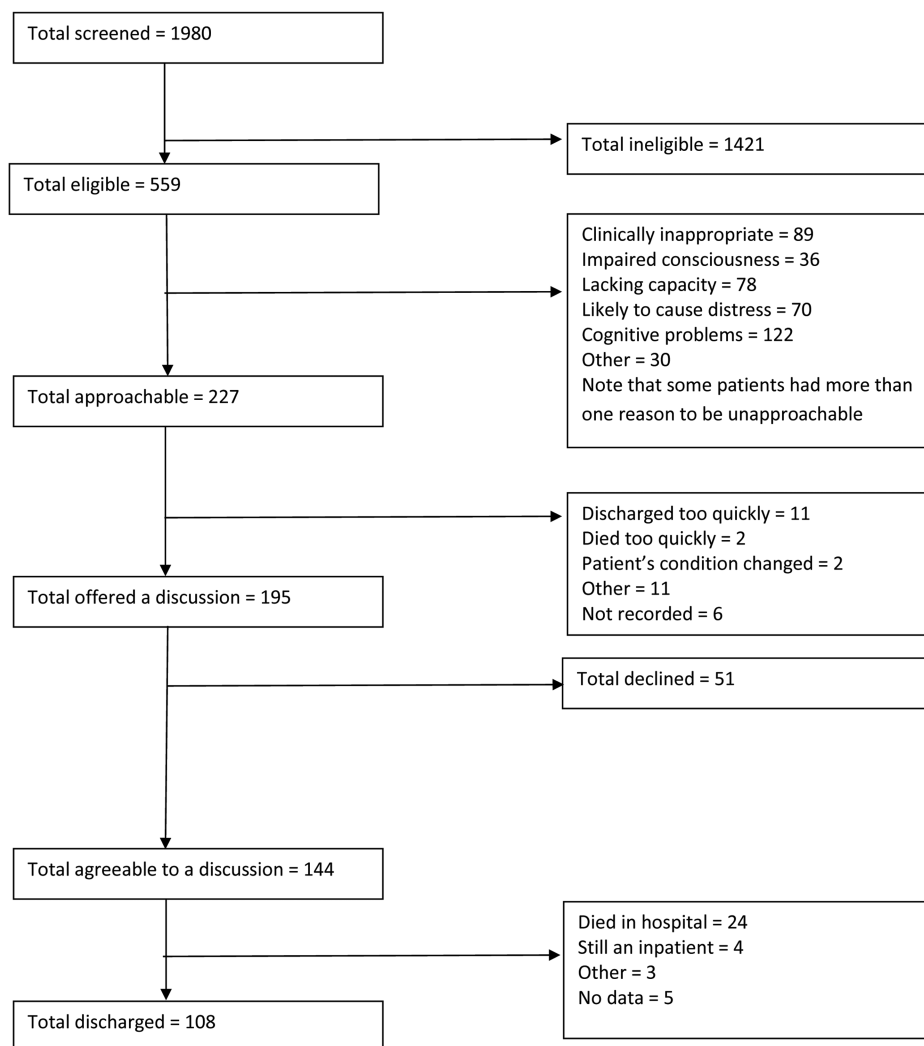 Total screened = 1980
Total ineligible = 1421
Total eligible = 559
Clinically inappropriate = 89
Impaired consciousness = 36
Lacking capacity = 78
Likely to cause distress = 70
Cognitive problems = 122
Other = 30
Note that some patients had more than
one reason to be unapproachable
Total approachable = 227
Discharged too quickly = 11
Died too quickly = 2
Patient’s condition changed = 2
Other = 11
Not recorded = 6
Total offered a discussion = 195
Total declined = 51
Total agreeable to a discussion = 144
Died in hospital = 24
Still an inpatient = 4
Other = 3
No data = 5
Total discharged = 108